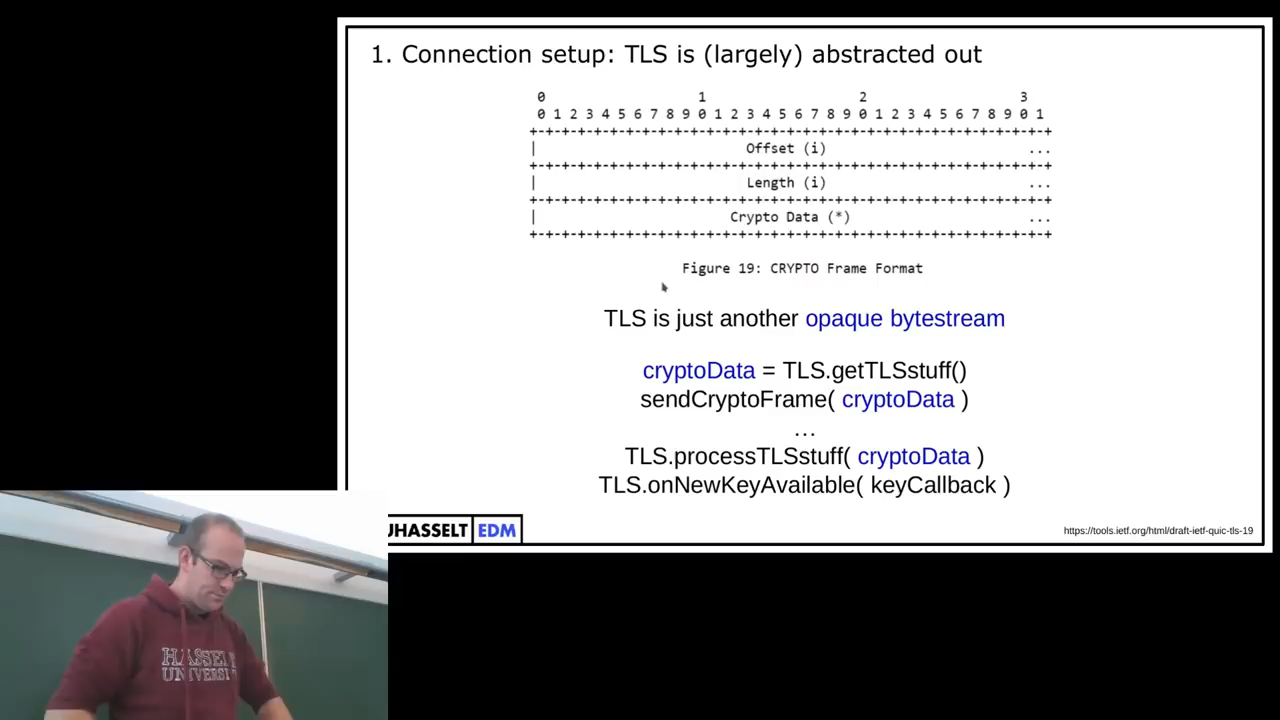 1. Connection setup: TLS is (largely) abstracted out
0 1 2 3
0 1 2 3 4 5 6 7 8 9 0 1 2 3 4 5 6 7 8 9 0 1 2 3 4 5 6 7 8 9 0 1
+-+-+-+-+-+-+-+-+-+-+-+-+-+-+-+-+-+-+-+-+-+-+-+-+-+-+-+-+-+-+-+-+
| Offset (i) ...
+-+-+-+-+-+-+-+-+-+-+-+-+-+-+-+-+-+-+-+-+-+-+-+-+-+-+-+-+-+-+-+-+
| Length (i) ...
+-+-+-+-+-+-+-+-+-+-+-+-+-+-+-+-+-+-+-+-+-+-+-+-+-+-+-+-+-+-+-+-+
| Crypto Data (*) ...
+-+-+-+-+-+-+-+-+-+-+-+-+-+-+-+-+-+-+-+-+-+-+-+-+-+-+-+-+-+-+-+-+
Figure 19: CRYPTO Frame Format
TLS is just another opaque bytestream
cryptoData = TLS.getTLSstuff()
sendCryptoFrame( cryptoData )
...
TLS.processTLSstuff( cryptoData )
TLS.onNewKeyAvailable( keyCallback )
UHASSELT EDM
https://tools.ietf.org/html/draft-ietf-quic-tls-19
HASSELT
UNIVERSI